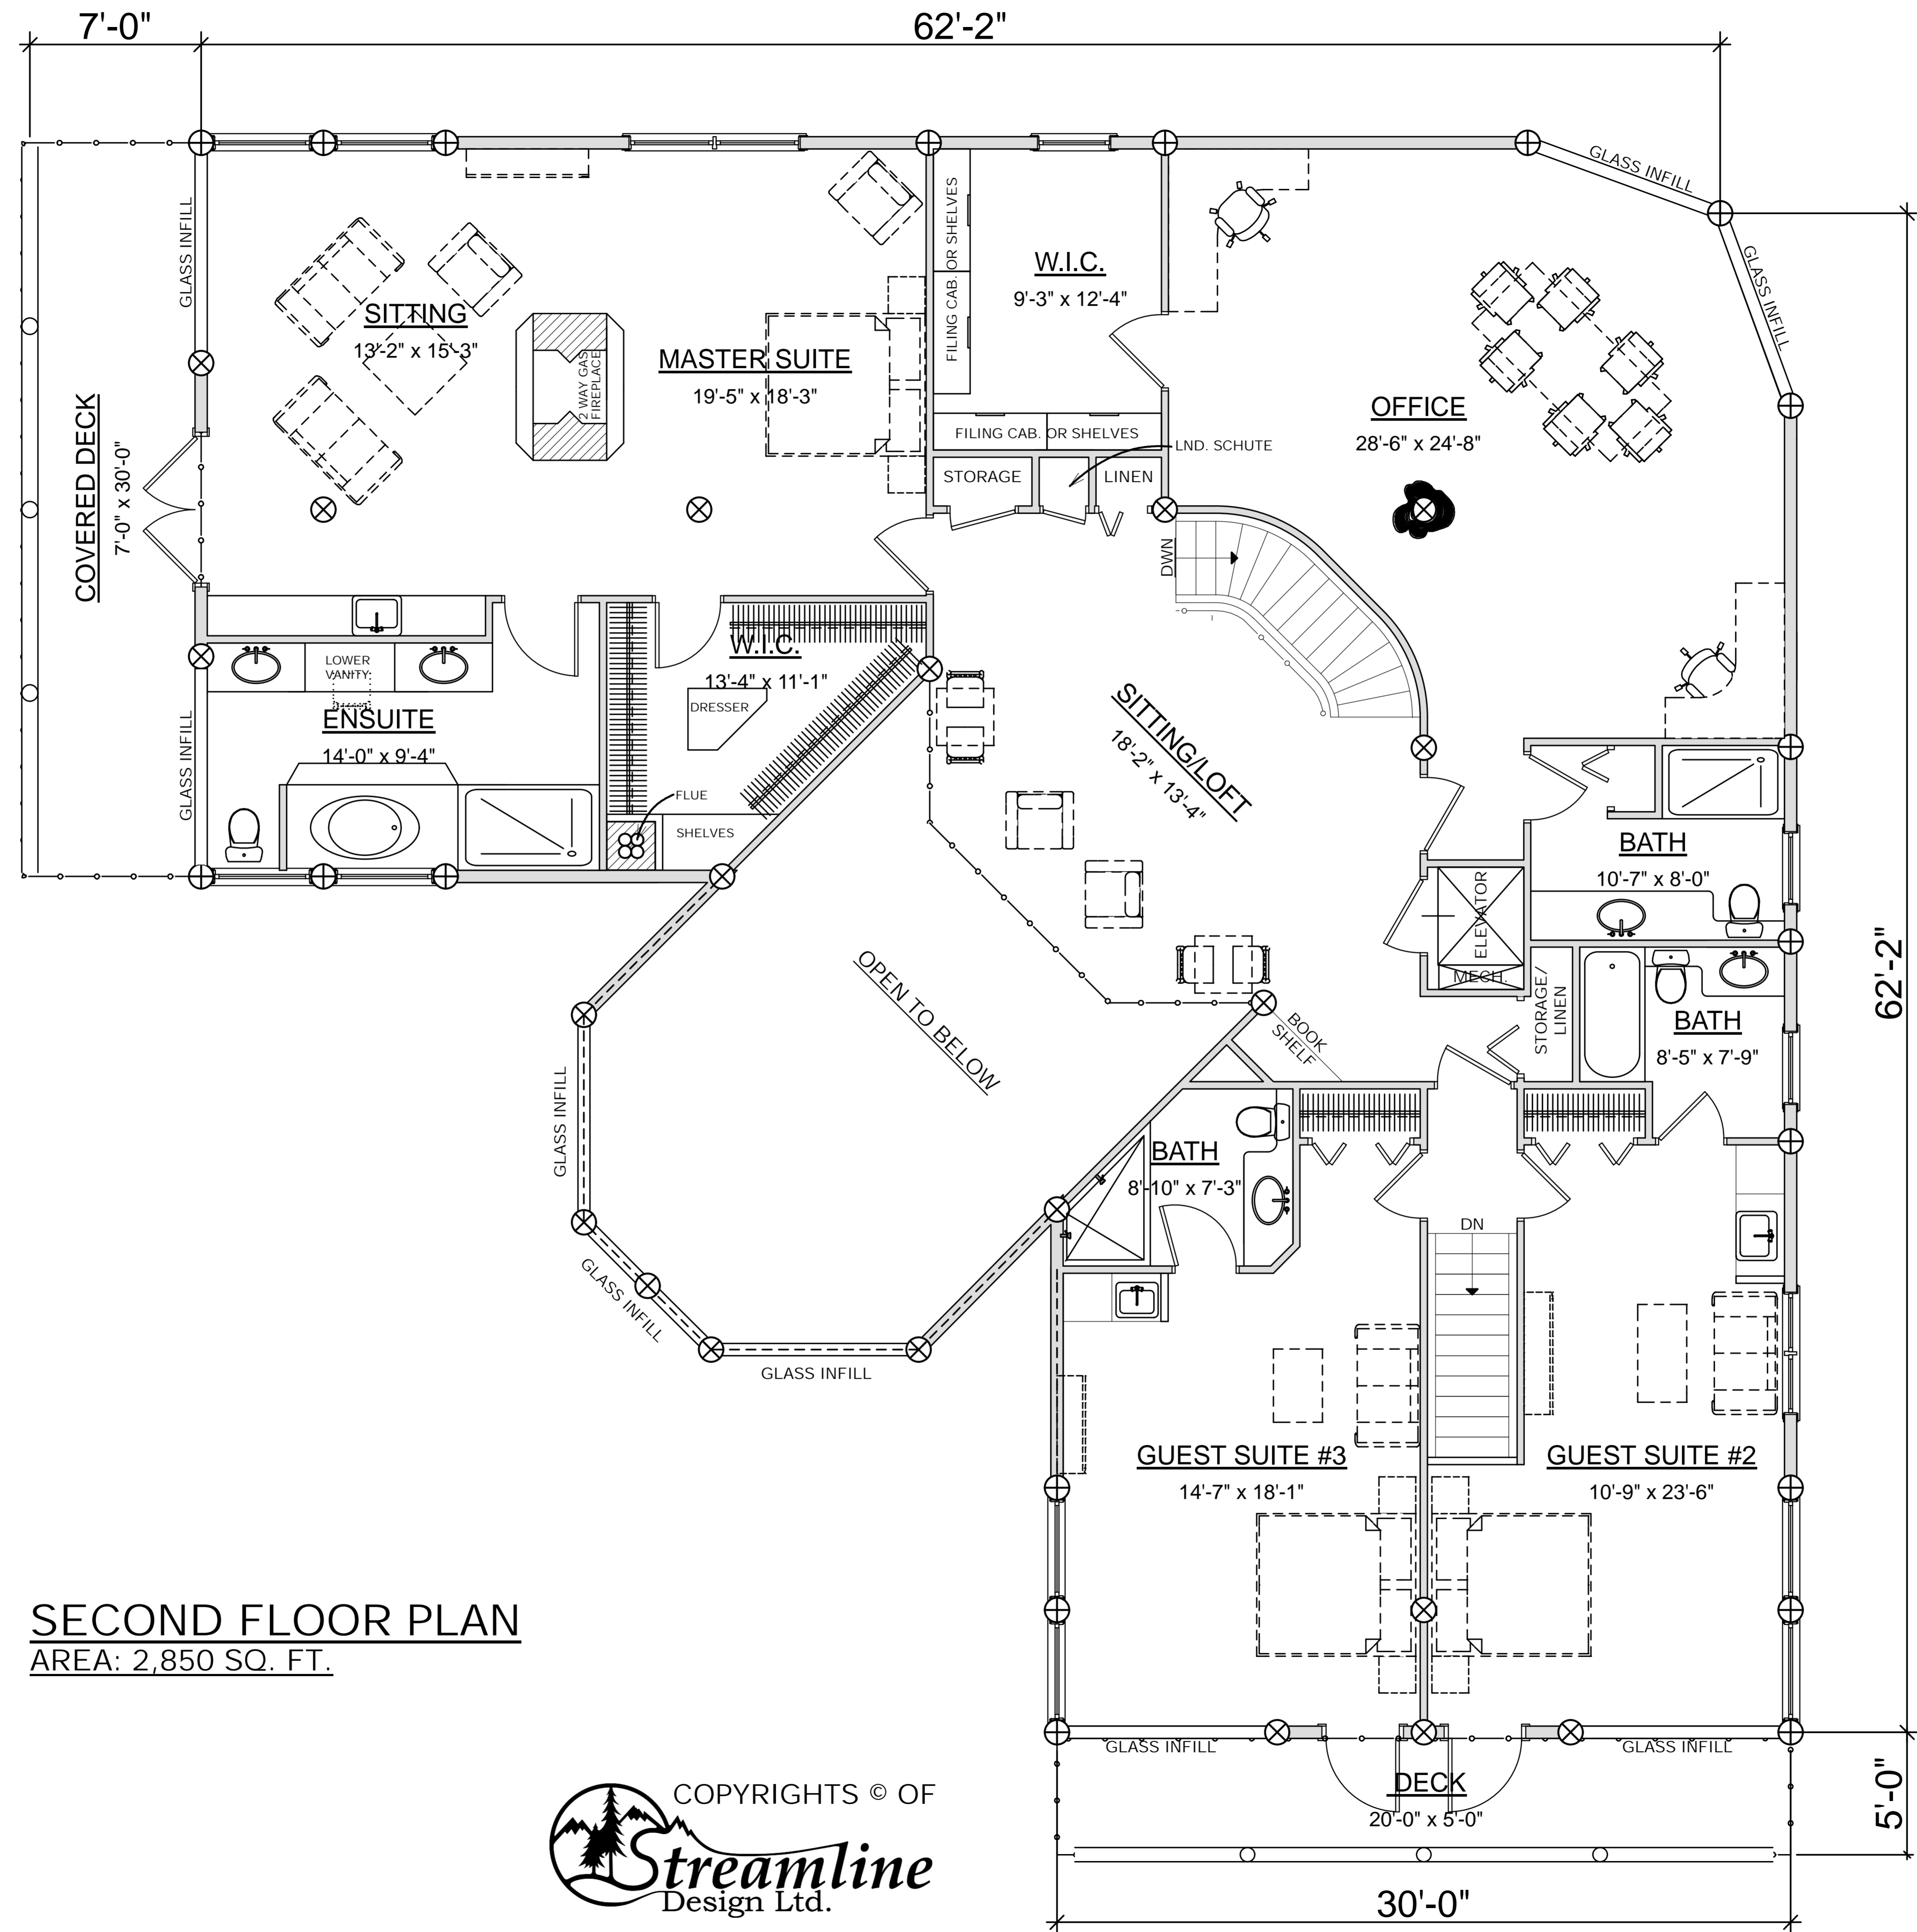 7'-0"
62'-2"
GLASS INFILL
GLASS INFILL
GLASS INFILL
FILING CAB. OR SHELVES
W.I.C.
9'-3" x 12'-4"
SITTING
13'-2" x 15'-3"
2 WAY GAS
FIREPLACE
MASTER SUITE
19'-5" x 18'-3"
OFFICE
28'-6" x 24'-8"
FILING CAB. OR SHELVES
LND. SCHUTE
STORAGE
LINEN
COVERED DECK
7'-0" x 30'-0"
DWN
W.I.C.
13'-4" x 11'-1"
DRESSER
LOWER
VANITY
ENSUITE
14'-0" x 9'-4"
GLASS INFILL
FLUE
SHELVES
SITTING/LOFT
18'-2" x 13'-4"
BATH
10'-7" x 8'-0"
ELEVATOR
MECH.
62'-2"
OPEN TO BELOW
STORAGE/
LINEN
BATH
8'-5" x 7'-9"
BOOK
SHELF
GLASS INFILL
BATH
8'-10" x 7'-3"
DN
GLASS INFILL
GLASS INFILL
GUEST SUITE #3
14'-7" x 18'-1"
GUEST SUITE #2
10'-9" x 23'-6"
SECOND FLOOR PLAN
AREA: 2,850 SQ. FT.
GLASS INFILL
GLASS INFILL
DECK
20'-0" x 5'-0"
5'-0"
COPYRIGHTS © OF
Streamline
Design Ltd.
30'-0"